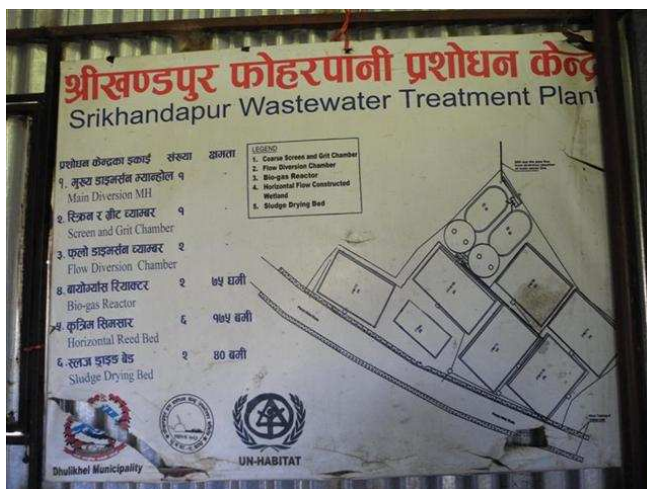 श्रीखण्डपुर फोहरपानी प्रशोधन केन्द्र
Srikhandapur Wastewater Treatment Plant
प्रशोधन केन्द्रका इकाई संख्या क्षमता
१. मुख्य डाइभर्सन म्यानहोल १
Main Diversion MH
२. स्क्रिन र ग्रीट च्याम्बर १
Screen and Grit Chamber
३. फ्लो डाइभर्सन च्याम्बर २
Flow Diversion Chamber
४. बायोग्याँस रियाक्टर २ ७५ घमी
Bio-gas Reactor
५. कृत्रिम सिमसार ६ १७५ बमी
Horizontal Reed Bed
६. स्लज ड्राइङ बेड २ ४० बमी
Sludge Drying Bed
LEGEND
1. Coarse Screen and Grit Chamber
2. Flow Diversion Chamber
3. Bio-gas Reactor
4. Horizontal Flow Constructed
Wetland
5. Sludge Drying Bed
Dhulikhel Municipality
UN-HABITAT